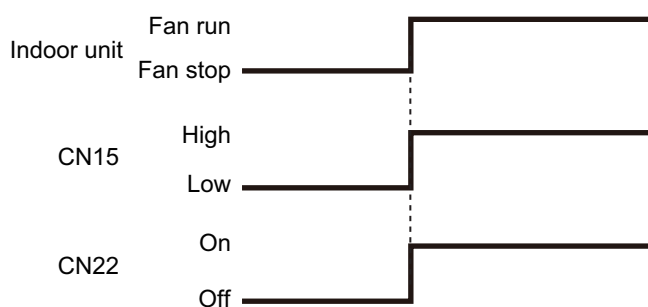 Indoor unit
Fan run
Fan stop
CN15
High
Low
CN22
On
Off